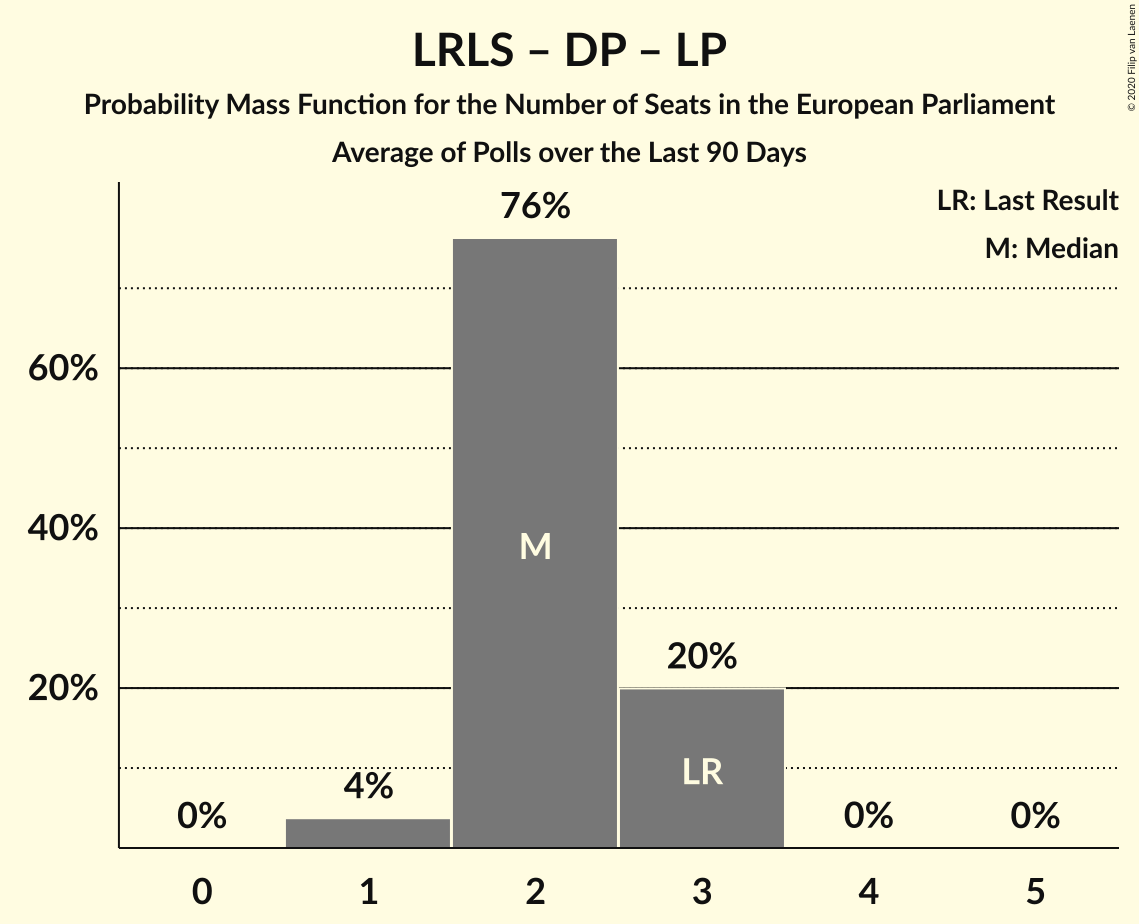 LRLS – DP – LP
Probability Mass Function for the Number of Seats in the European Parliament
Average of Polls over the Last 90 Days
© 2020 Filip van Laenen
LR: Last Result
M: Median
76%
60%
40%
20%
M
20%
LR
0%
4%
0%
0%
0
1
2
3
4
5